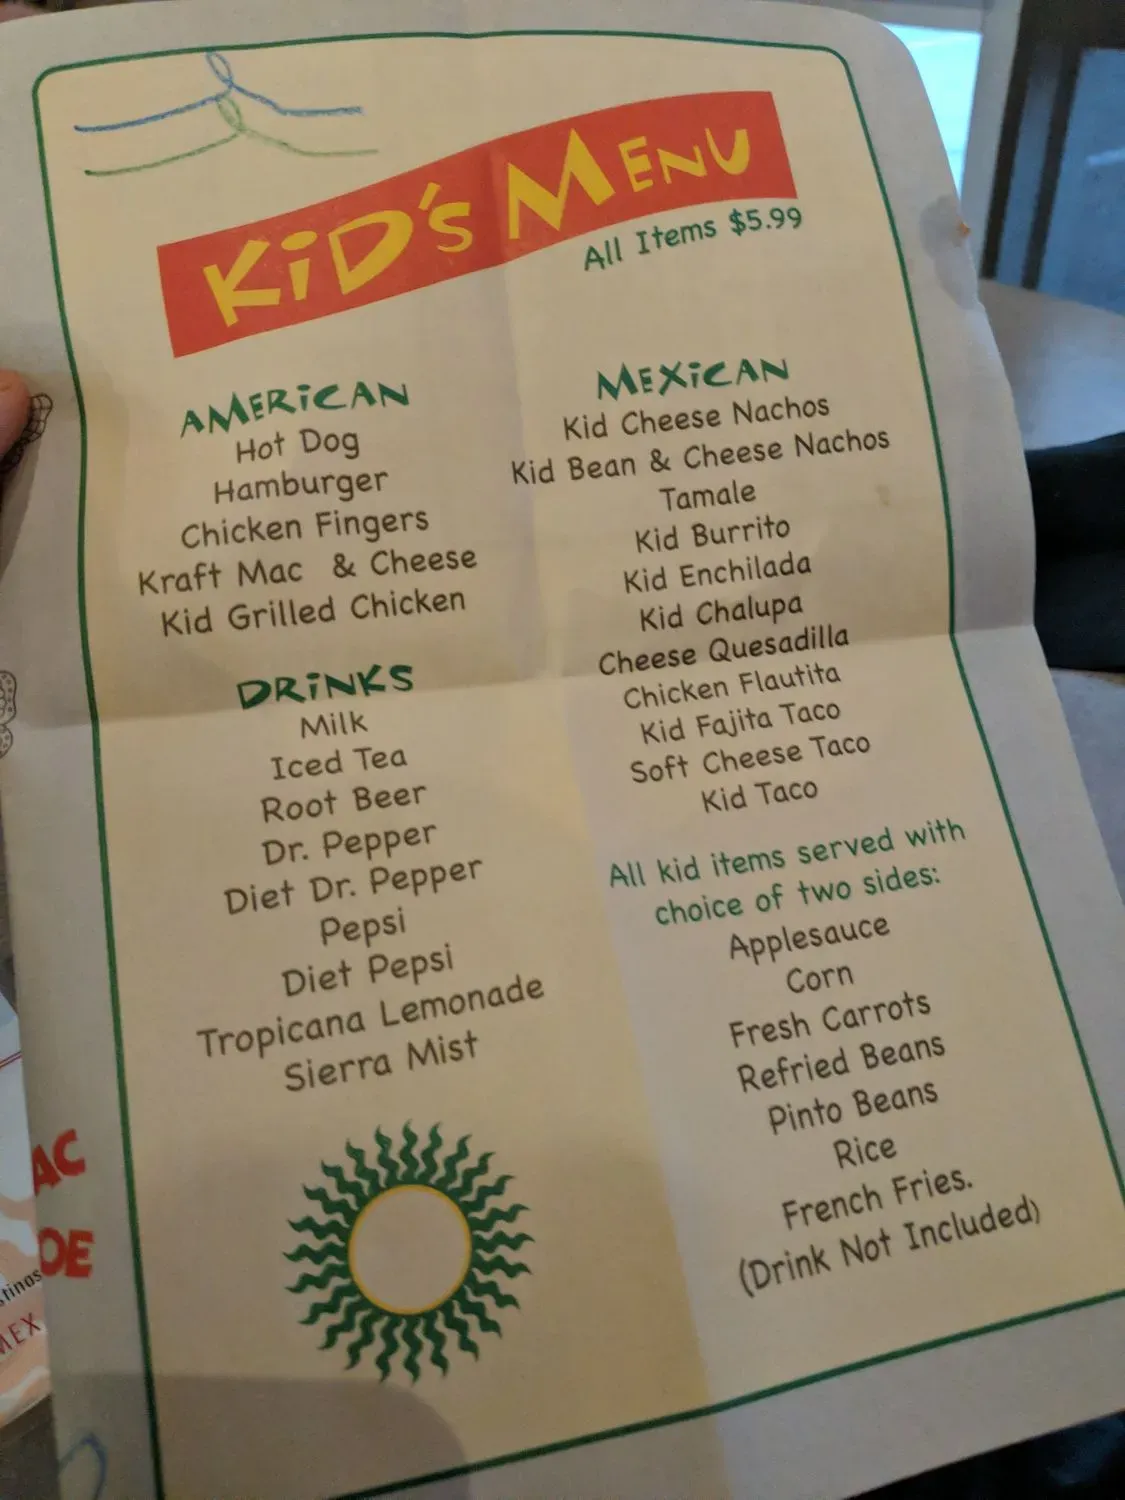 KiD's MENU
All Items $5.99
AMERiCAN
Hot Dog
Hamburger
Chicken Fingers
Kraft Mac & Cheese
Kid Grilled Chicken
DRiNKS
Milk
Iced Tea
Root Beer
Dr. Pepper
Diet Dr. Pepper
Pepsi
Diet Pepsi
Tropicana Lemonade
Sierra Mist
MEXiCAN
Kid Cheese Nachos
Kid Bean & Cheese Nachos
Tamale
Kid Burrito
Kid Enchilada
Kid Chalupa
Cheese Quesadilla
Chicken Flautita
Kid Fajita Taco
Soft Cheese Taco
Kid Taco
All kid items served with
choice of two sides:
Applesauce
Corn
Fresh Carrots
Refried Beans
Pinto Beans
Rice
French Fries.
(Drink Not Included)
AC
OE
stinos
MEX